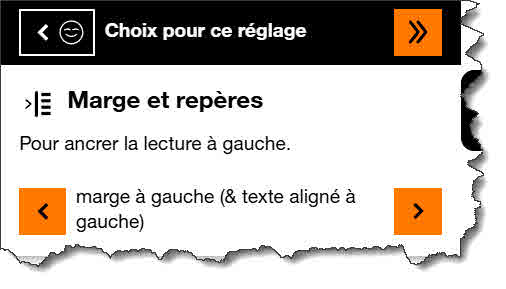 Choix pour ce réglage
Marge et repères
Pour ancrer la lecture à gauche.
marge à gauche (& texte aligné à
gauche)